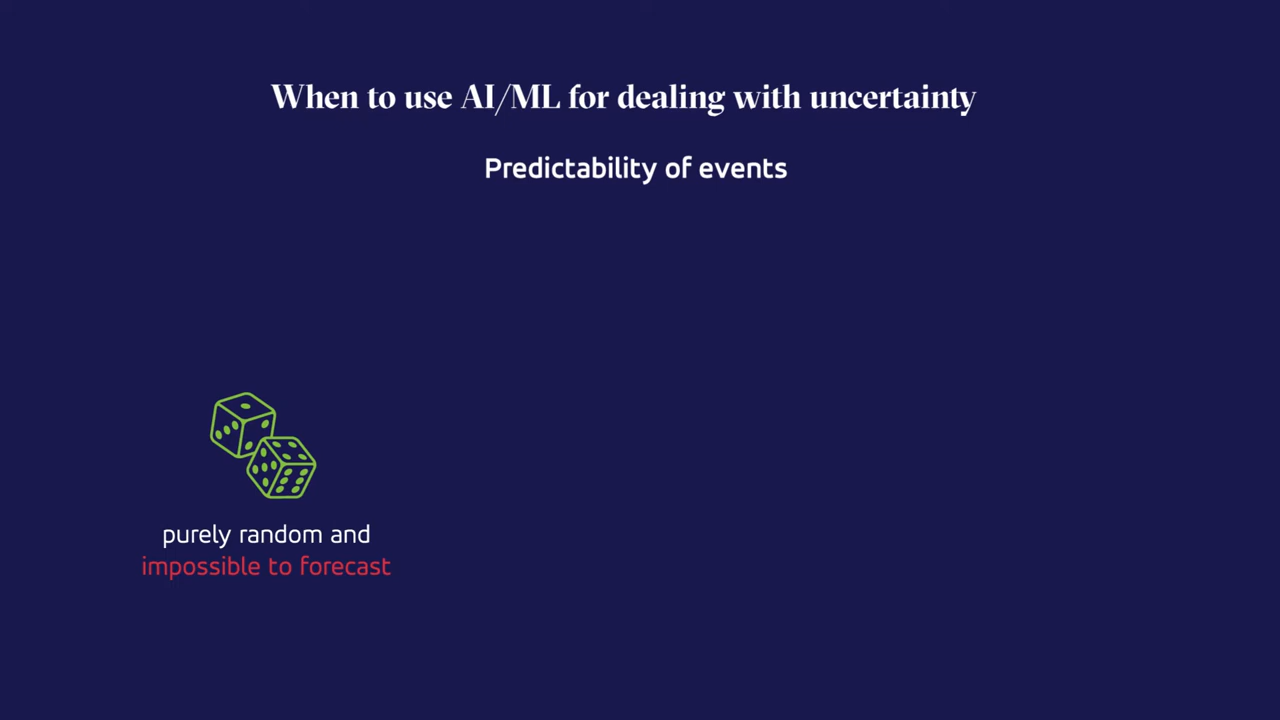 When to use AI/ML for dealing with uncertainty
Predictability of events
purely random and
impossible to forecast